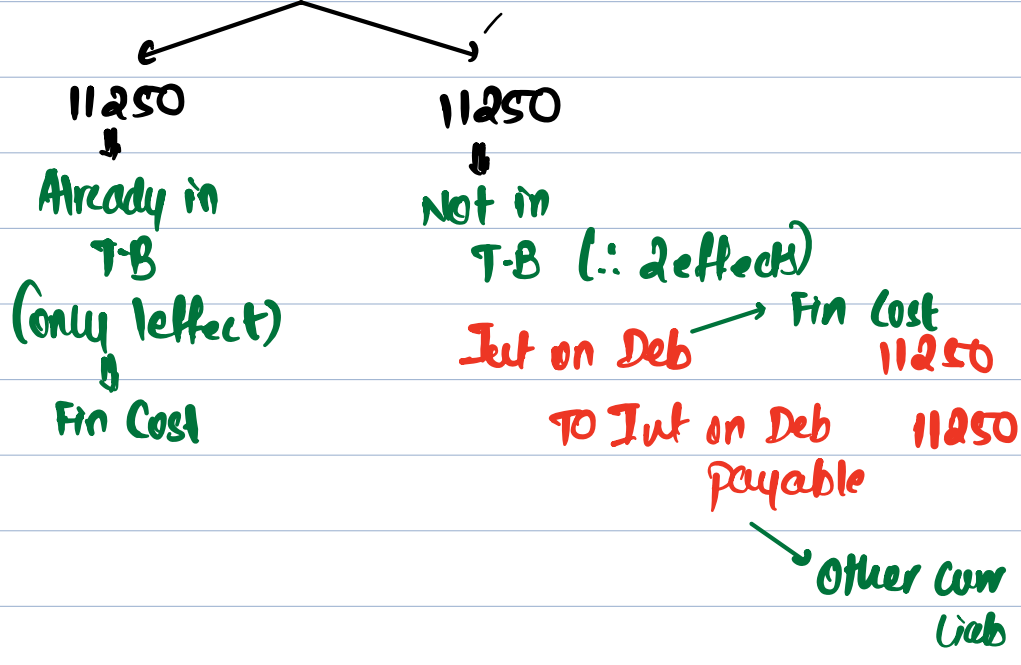 11250
11250
Already in
T-B
(only 1effect)
Fin Cost
Not in
T-B (∴ 2effects)
Int on Deb
Fin Cost
11250
TO Int on Deb 11250
payable
Other Curr
Liab